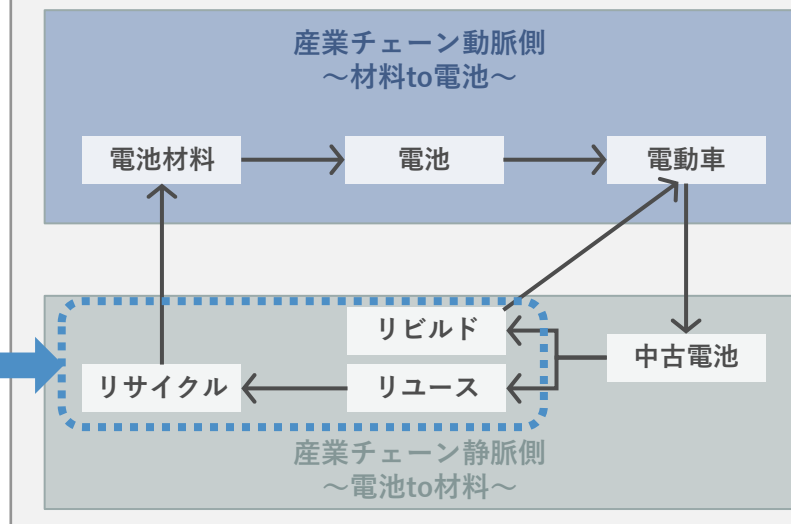 産業チェーン動脈側
～材料to電池～
電池材料
電池
電動車
リビルド
中古電池
リサイクル
リユース
産業チェーン静脈側
～電池to材料～